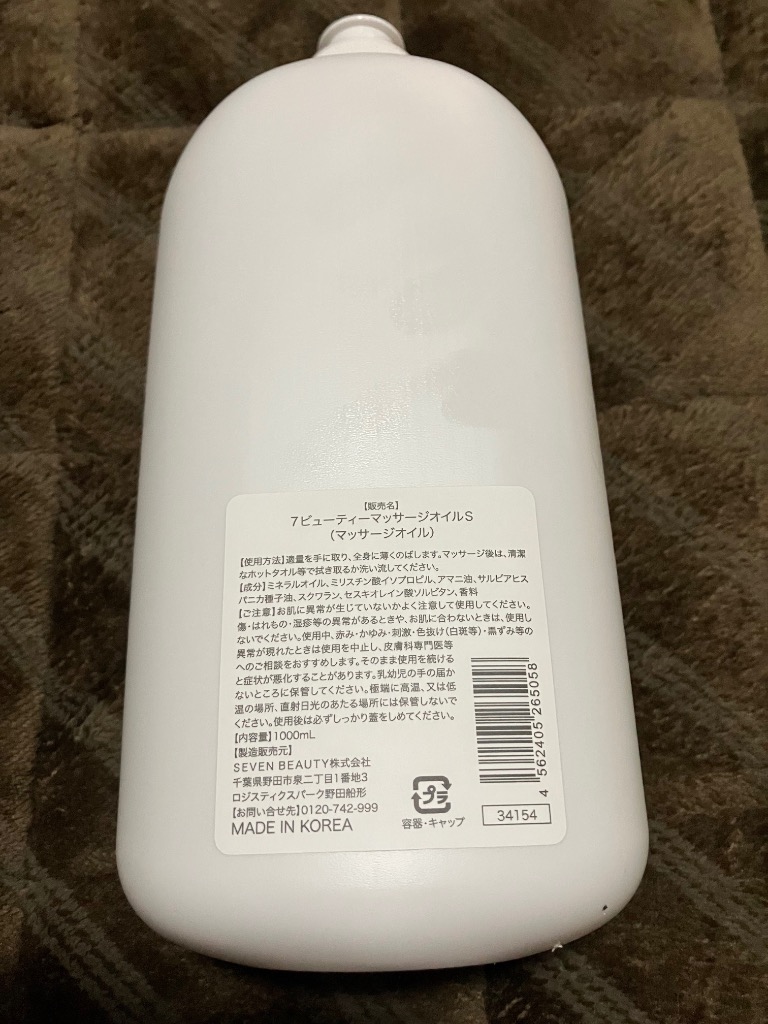 【販売名】
7ビューティーマッサージオイルS
(マッサージオイル)
【使用方法】適量を手に取り、全身に薄くのばします。マッサージ後は、清潔
なホットタオル等で拭き取るか洗い流してください。
【成分】ミネラルオイル、ミリスチン酸イソプロピル、アマニ油、サルビアヒス
パニカ種子油、スクワラン、セスキオレイン酸ソルビタン、香料
【ご注意】お肌に異常が生じていないかよく注意して使用してください。
傷・はれもの・湿疹等の異常があるときや、お肌に合わないときは、使用し
ないでください。使用中、赤み・かゆみ・刺激・色抜け(白斑等)・黒ずみ等の
異常が現れたときは使用を中止し、皮膚科専門医等
へのご相談をおすすめします。そのまま使用を続ける
と症状が悪化することがあります。乳幼児の手の届か
ないところに保管してください。極端に高温、又は低
温の場所、直射日光のあたる場所には保管しないで
ください。使用後は必ずしっかり蓋をしめてください。
【内容量】1000mL
【製造販売元】
SEVEN BEAUTY株式会社
千葉県野田市泉二丁目1番地3
ロジスティクスパーク野田船形
【お問い合せ先】0120-742-999
MADE IN KOREA
プラ
容器・キャップ
4 562405 265058
34154